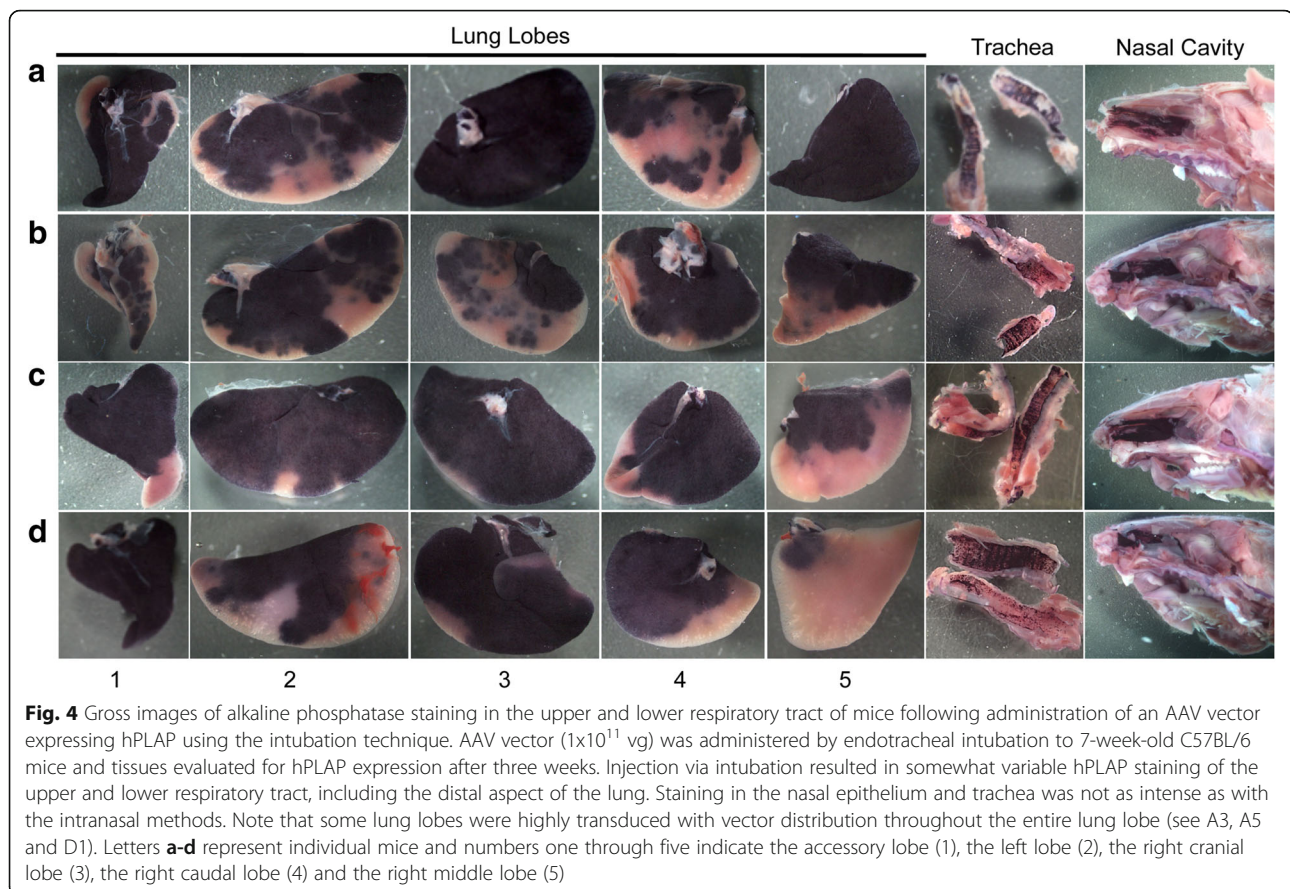 Lung Lobes
Trachea
Nasal Cavity
a
b
c
d
1 2 3 4 5
Fig. 4 Gross images of alkaline phosphatase staining in the upper and lower respiratory tract of mice following administration of an AAV vector
expressing hPLAP using the intubation technique. AAV vector (1x10¹¹ vg) was administered by endotracheal intubation to 7-week-old C57BL/6
mice and tissues evaluated for hPLAP expression after three weeks. Injection via intubation resulted in somewhat variable hPLAP staining of the
upper and lower respiratory tract, including the distal aspect of the lung. Staining in the nasal epithelium and trachea was not as intense as with
the intranasal methods. Note that some lung lobes were highly transduced with vector distribution throughout the entire lung lobe (see A3, A5
and D1). Letters a-d represent individual mice and numbers one through five indicate the accessory lobe (1), the left lobe (2), the right cranial
lobe (3), the right caudal lobe (4) and the right middle lobe (5)